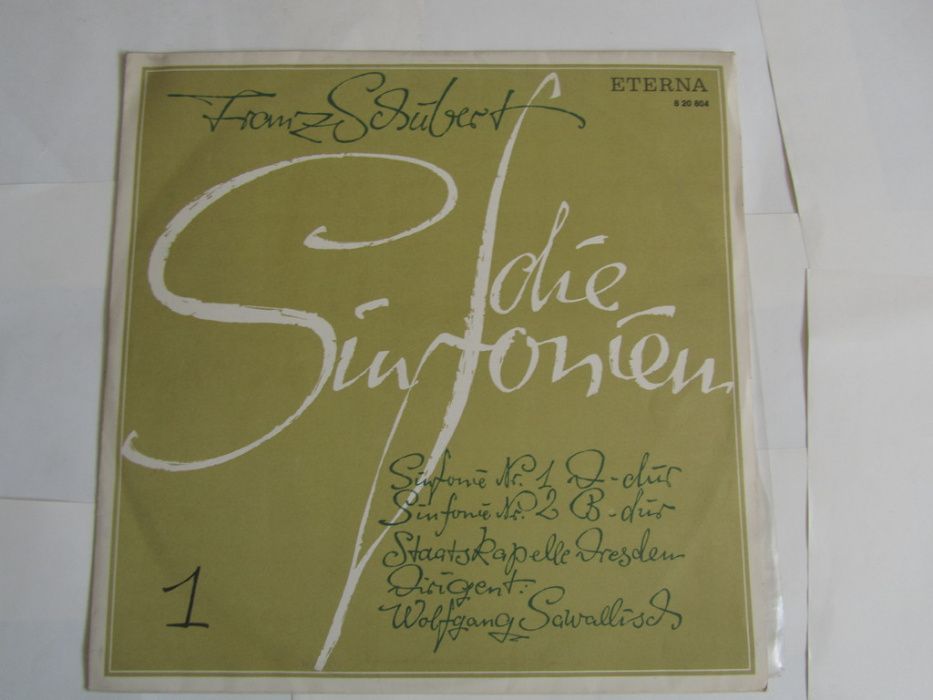 Franz Schubert
ETERNA
8 20 604
die
Sinfonien
Sinfonie Nr. 1 D-dur
Sinfonie Nr. 2 B-dur
Staatskapelle Dresden
Dirigent:
Wolfgang Sawallisch
1